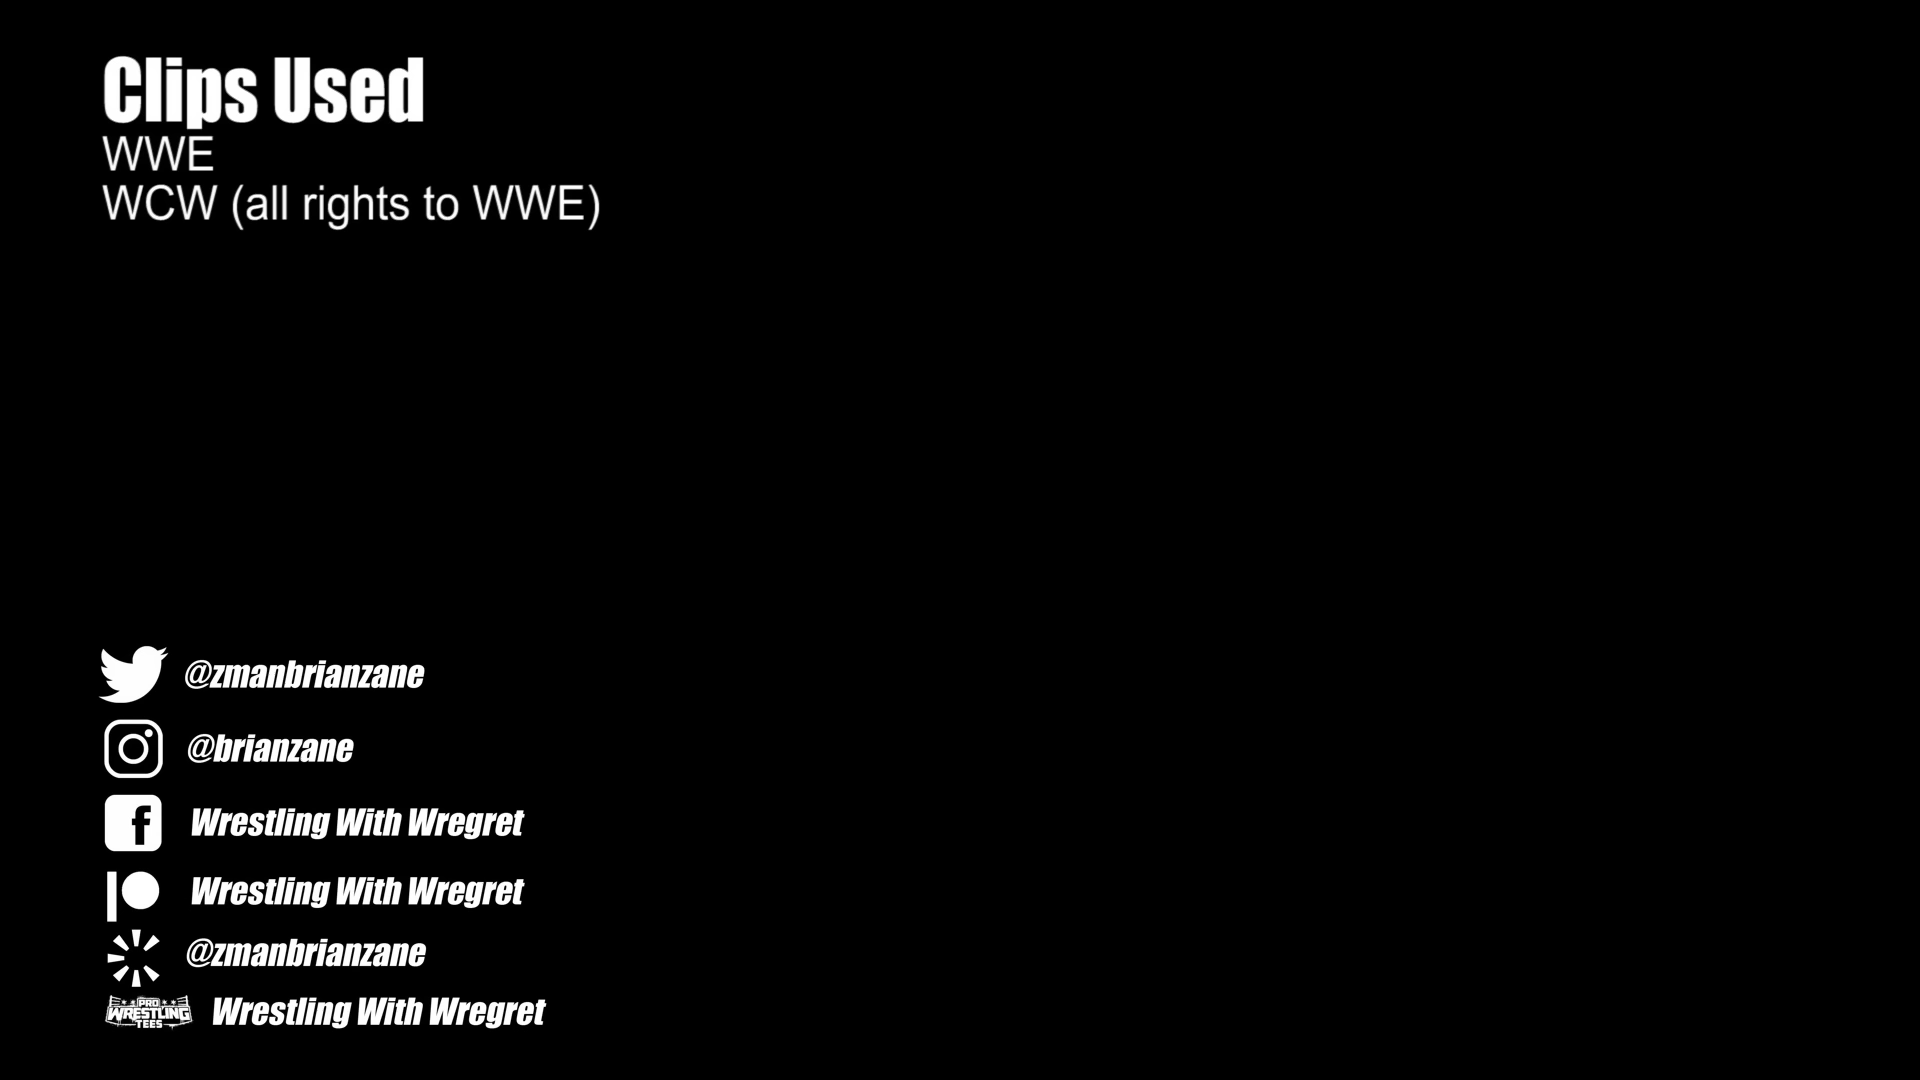 Clips Used
WWE
WCW (all rights to WWE)
@zmanbrianzane
@brianzane
Wrestling With Wregret
Wrestling With Wregret
@zmanbrianzane
PRO
WRESTLING
TEES
Wrestling With Wregret